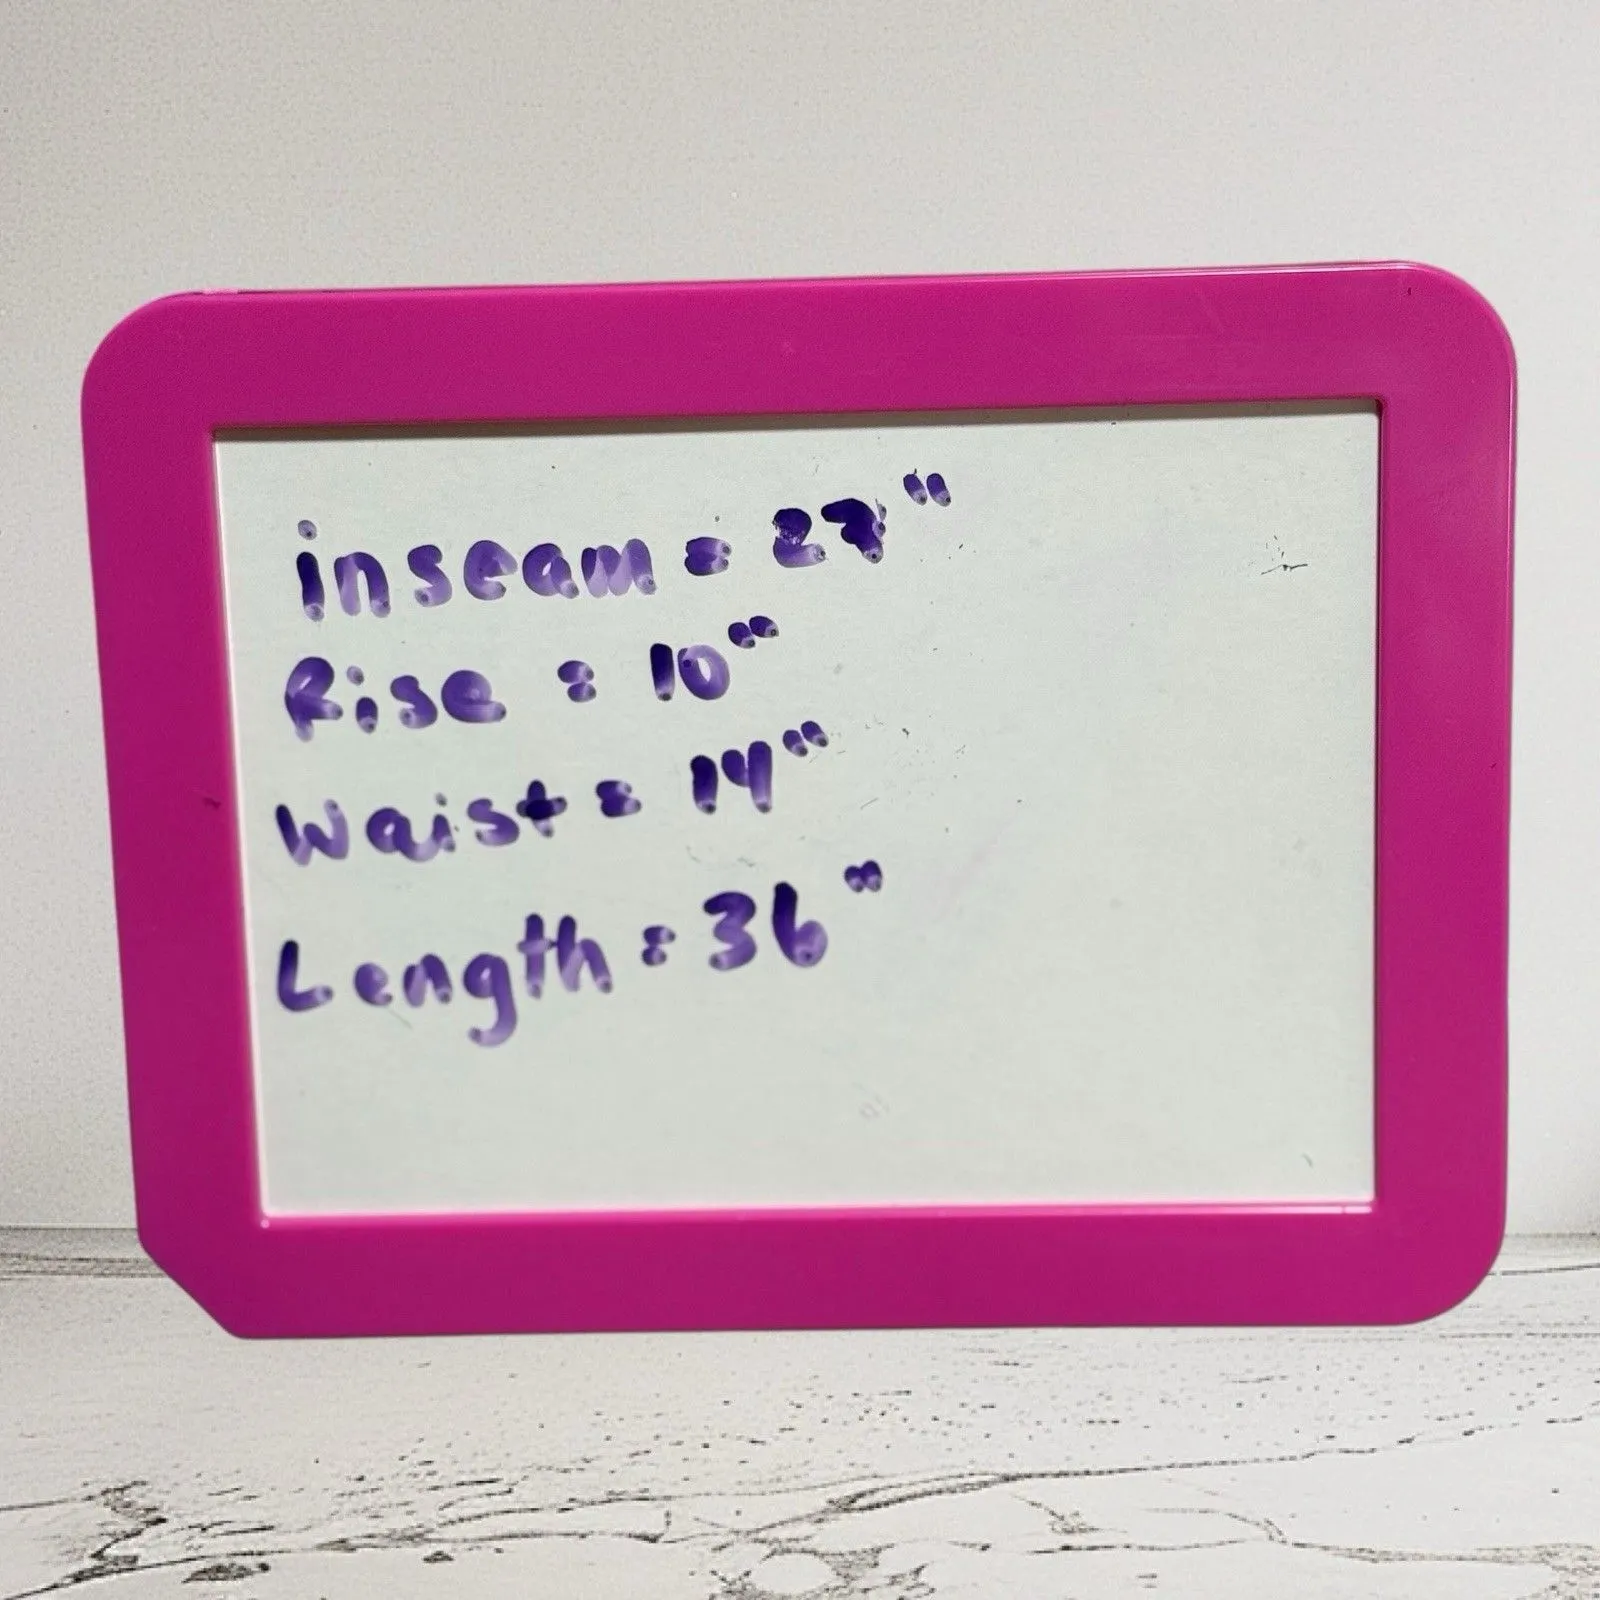 inseam = 27"
Rise = 10"
Waist = 14"
Length = 36"